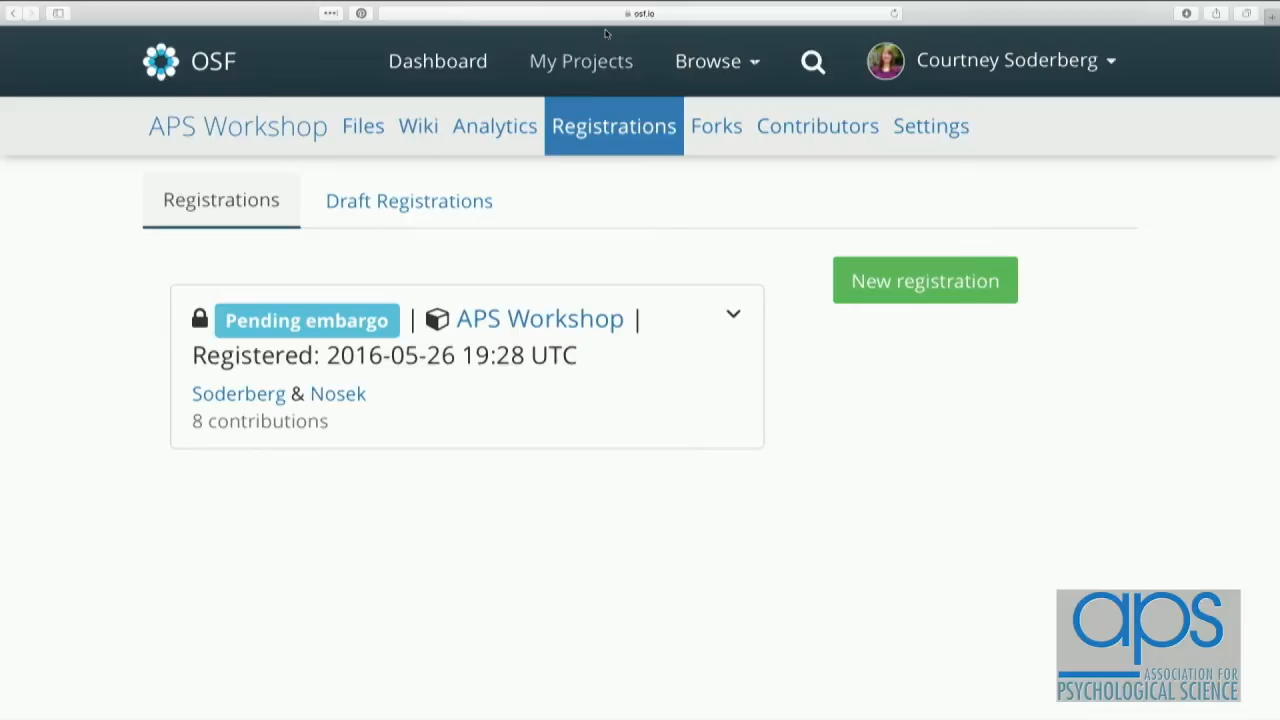 osf.io
OSF Dashboard My Projects Browse Courtney Soderberg
APS Workshop Files Wiki Analytics Registrations Forks Contributors Settings
Registrations Draft Registrations
New registration
Pending embargo | APS Workshop |
Registered: 2016-05-26 19:28 UTC
Soderberg & Nosek
8 contributions
aps
ASSOCIATION FOR
PSYCHOLOGICAL SCIENCE